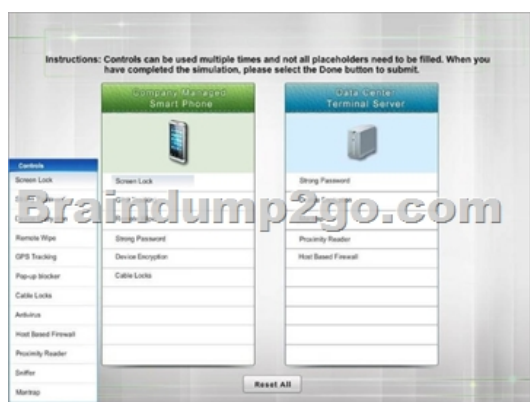 Instructions: Controls can be used multiple times and not all placeholders need to be filled. When you
have completed the simulation, please select the Done button to submit.
Company Managed
Smart Phone
Data Center
Terminal Server
Controls
Screen Lock
Remote Wipe
GPS Tracking
Pop-up blocker
Cable Locks
Antivirus
Host Based Firewall
Proximity Reader
Sniffer
Mantrap
Screen Lock
Strong Password
Device Encryption
Cable Locks
Strong Password
Proximity Reader
Host Based Firewall
Braindump2go.com
Reset All